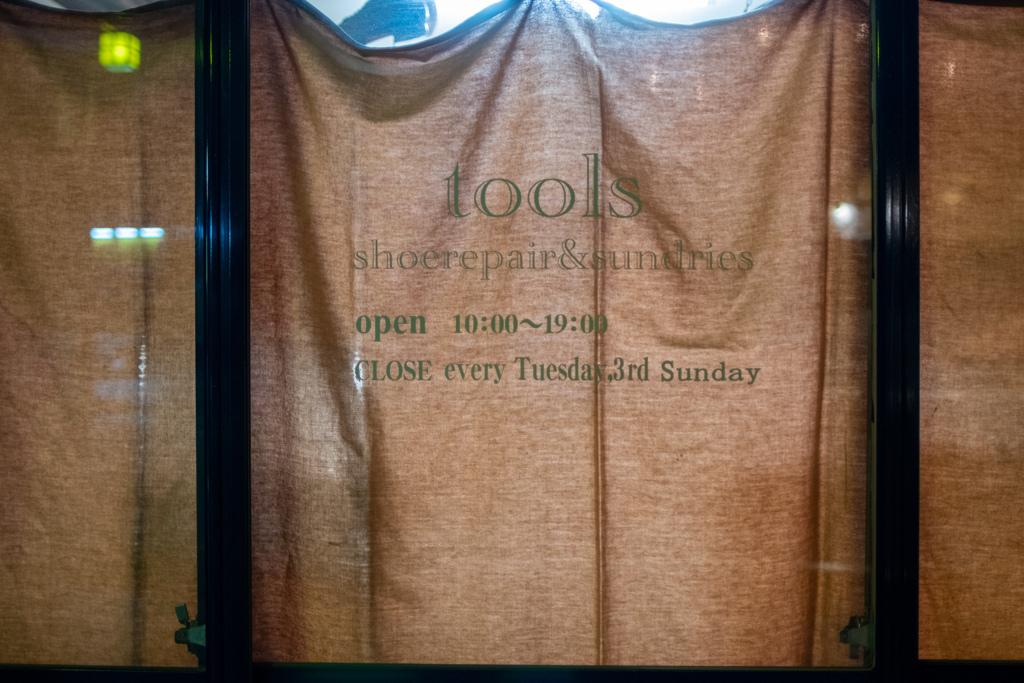 tools
shoerepair&sundries
open 10:00〜19:00
CLOSE every Tuesday,3rd Sunday